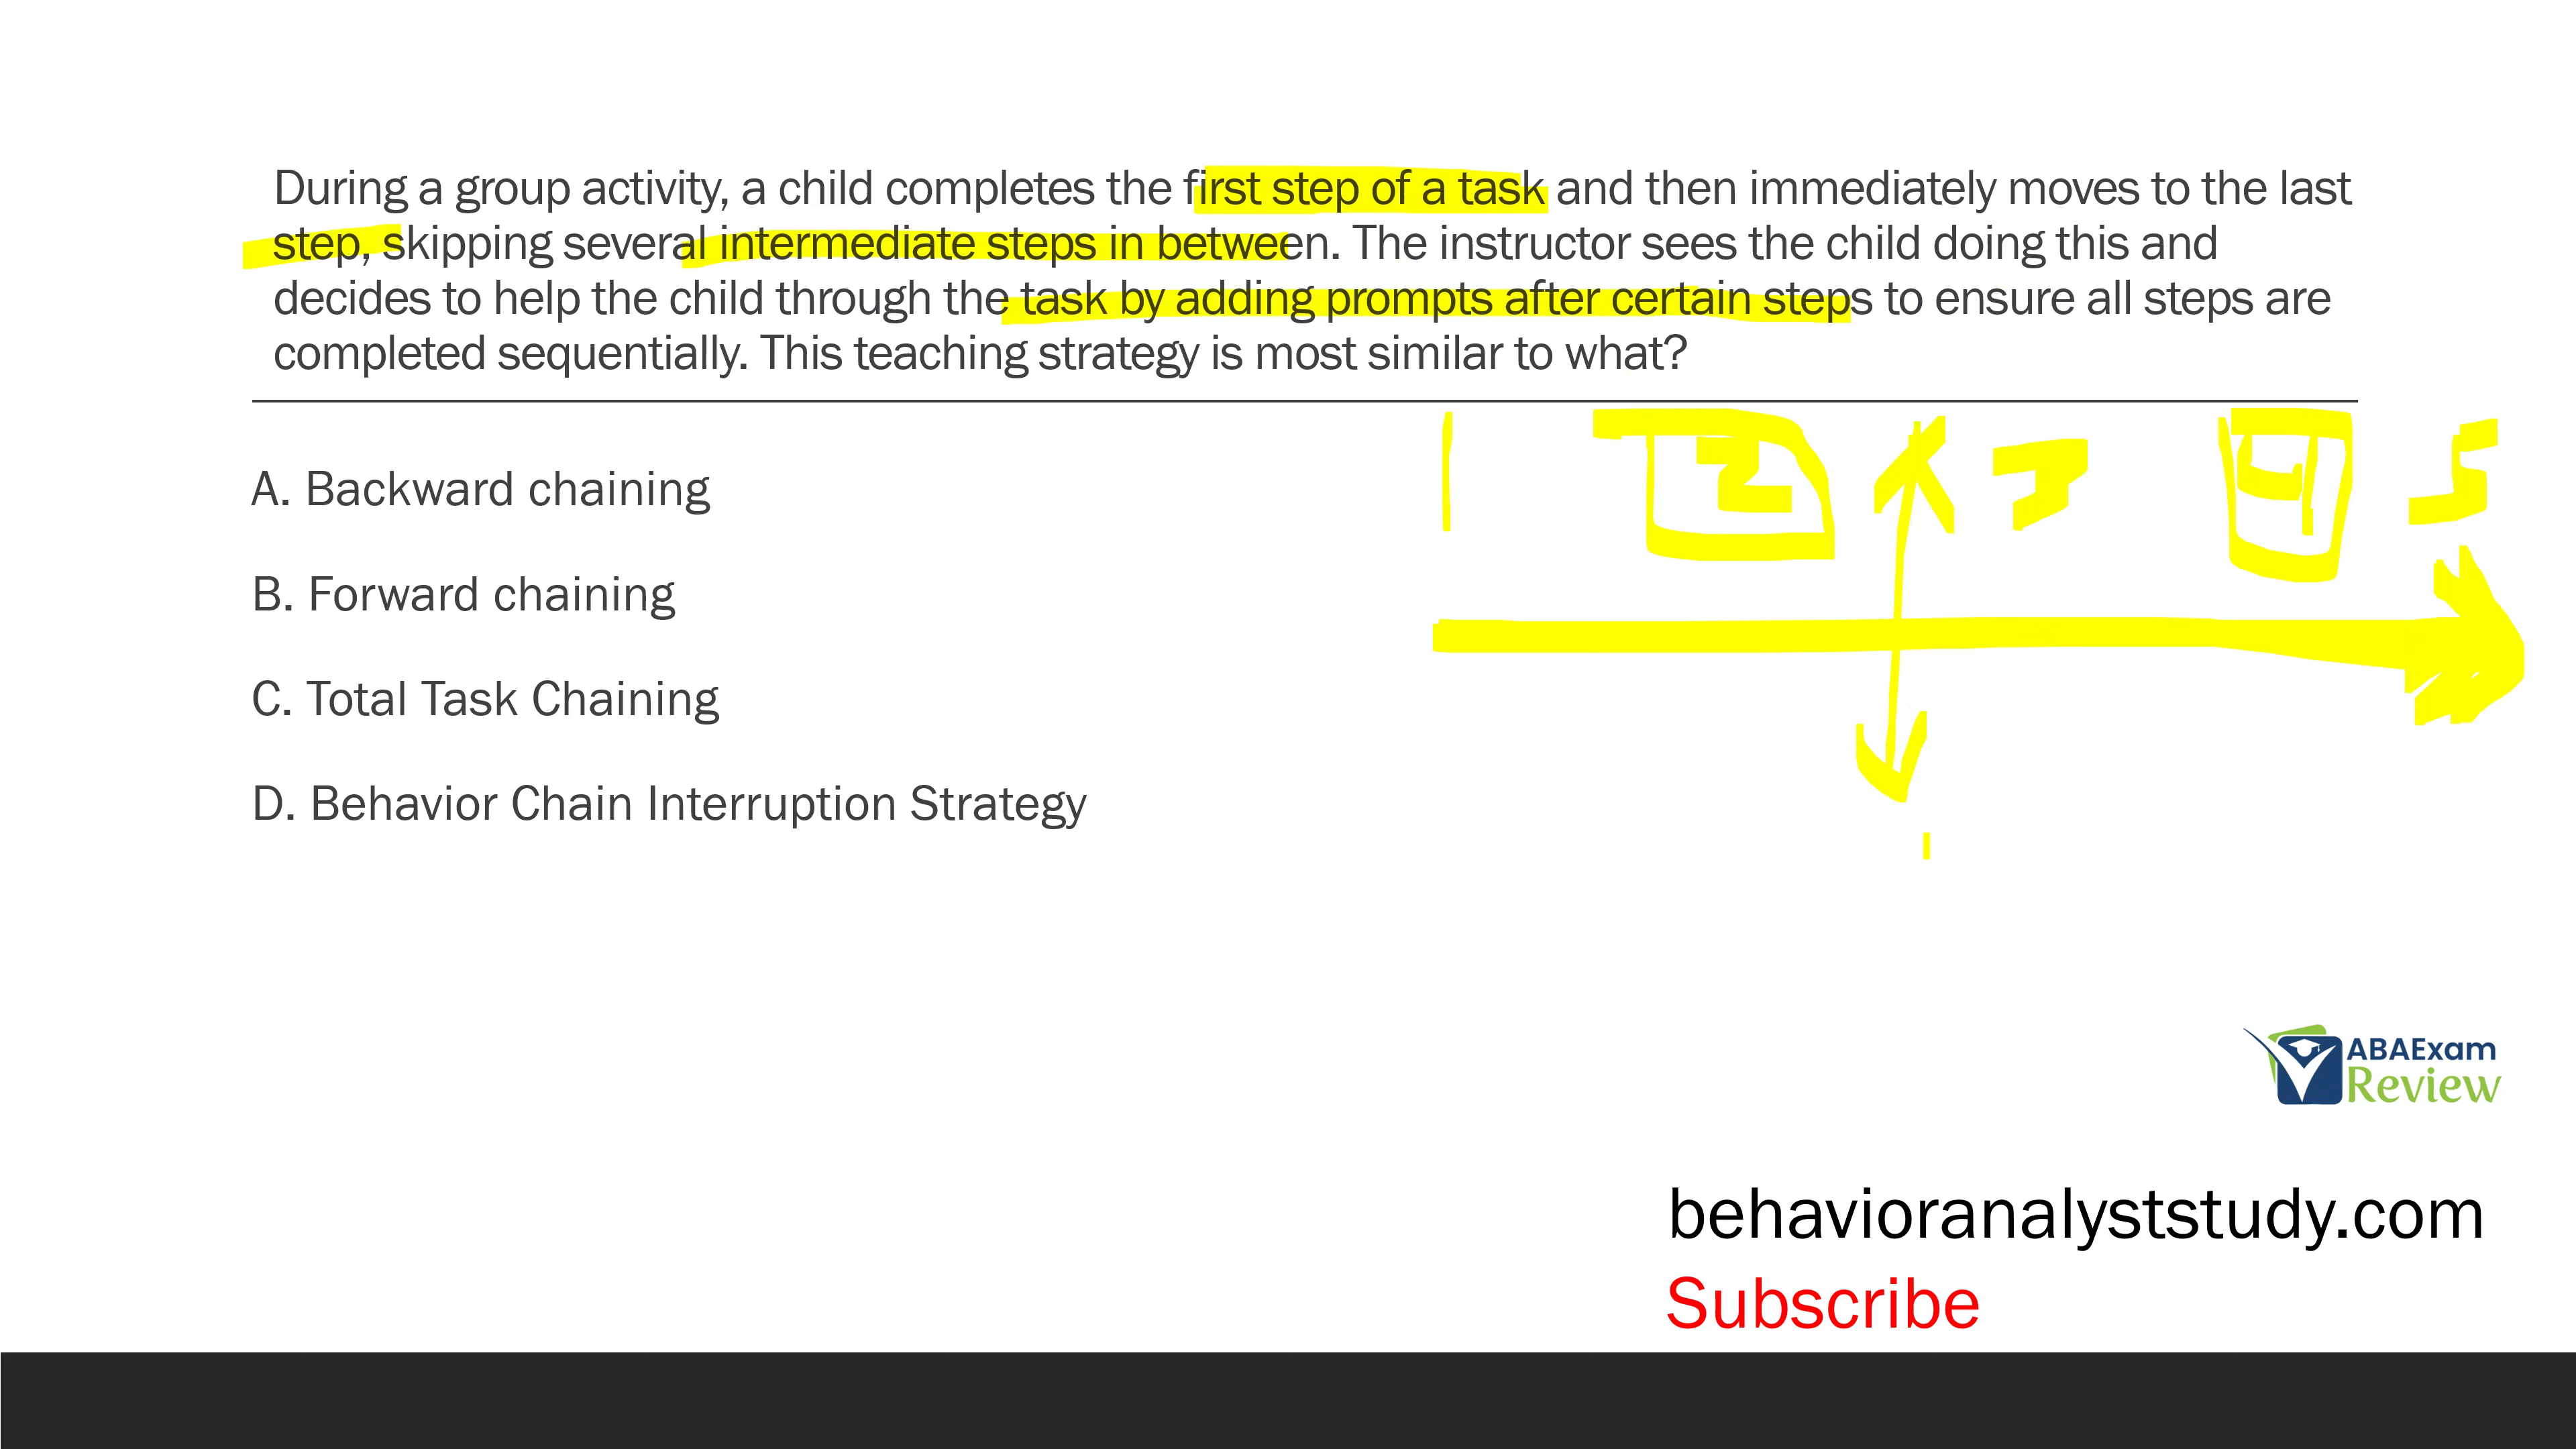 During a group activity, a child completes the first step of a task and then immediately moves to the last
step, skipping several intermediate steps in between. The instructor sees the child doing this and
decides to help the child through the task by adding prompts after certain steps to ensure all steps are
completed sequentially. This teaching strategy is most similar to what?
1 2 3 4 5
A. Backward chaining
B. Forward chaining
C. Total Task Chaining
D. Behavior Chain Interruption Strategy
ABAExam
Review
behavioranalyststudy.com
Subscribe